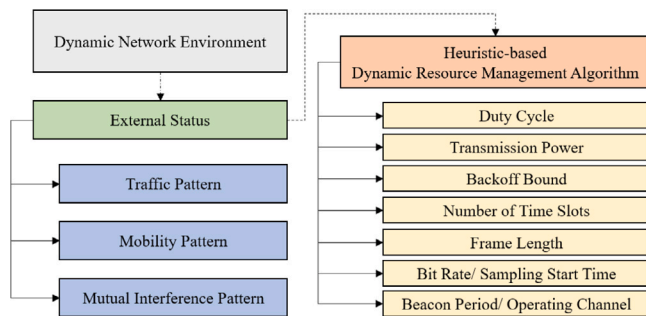 Dynamic Network Environment
External Status
Traffic Pattern
Mobility Pattern
Mutual Interference Pattern
Heuristic-based
Dynamic Resource Management Algorithm
Duty Cycle
Transmission Power
Backoff Bound
Number of Time Slots
Frame Length
Bit Rate/ Sampling Start Time
Beacon Period/ Operating Channel